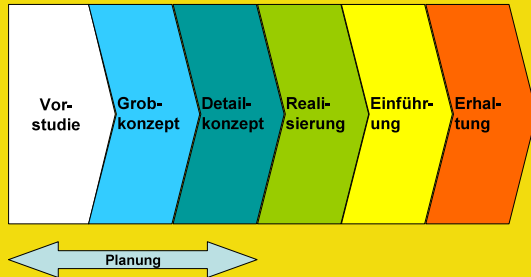 Vor-
studie
Grob-
konzept
Detail-
konzept
Reali-
sierung
Einführ-
ung
Erhal-
tung
Planung